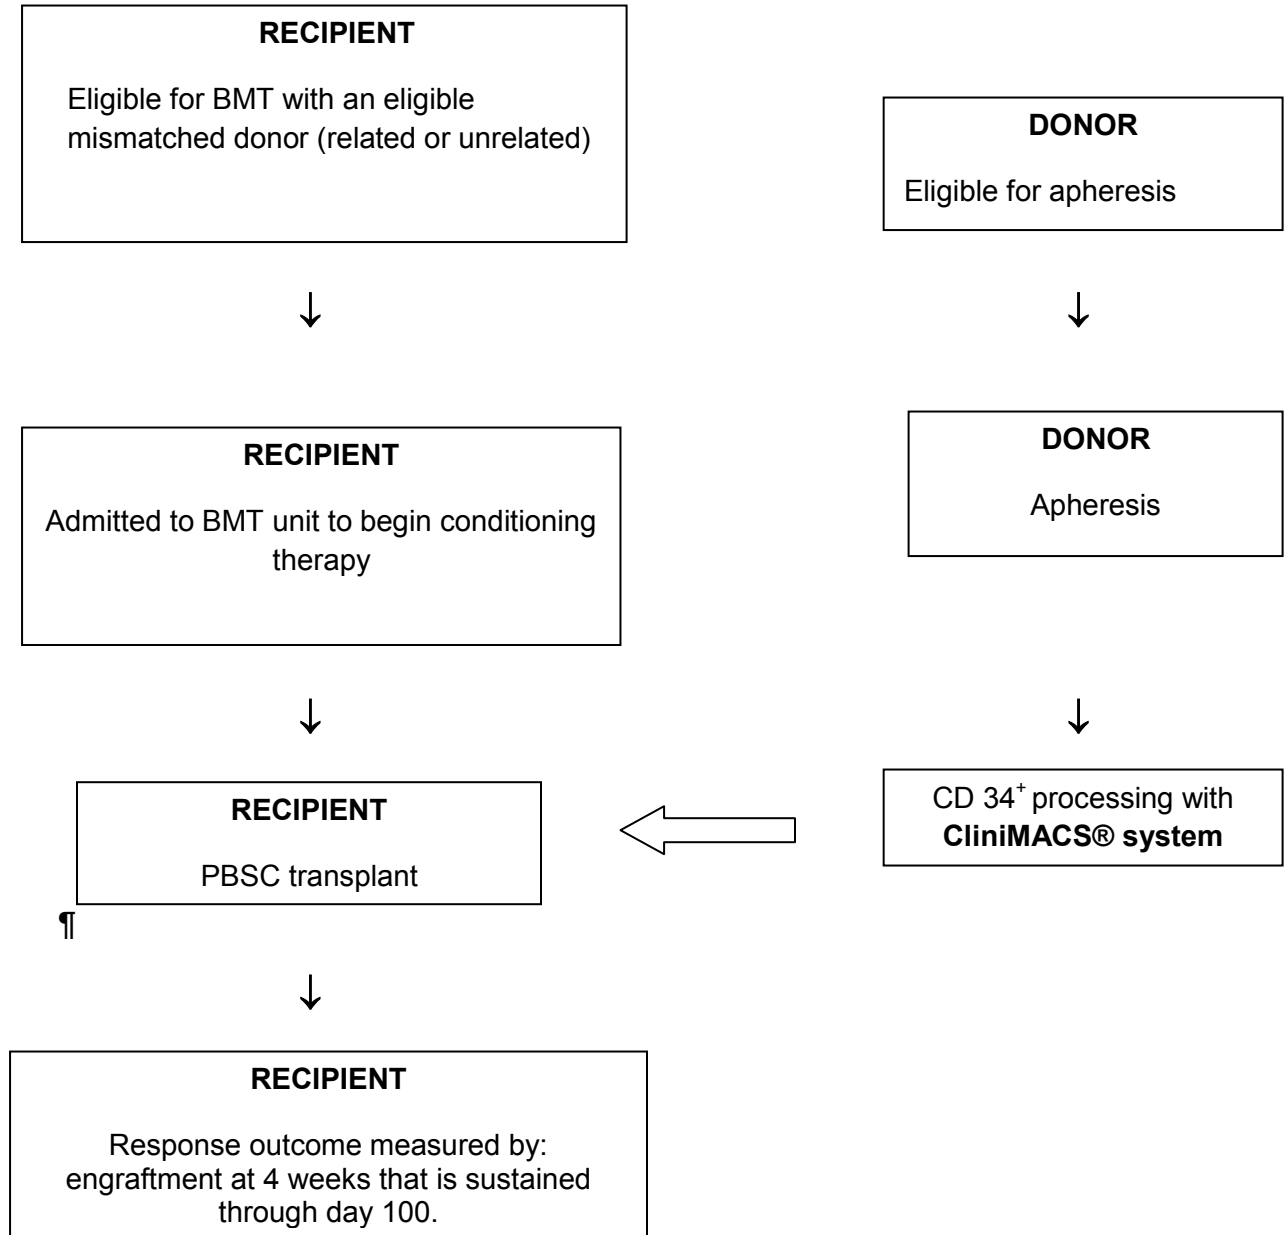 RECIPIENT
Eligible for BMT with an eligible
mismatched donor (related or unrelated)
DONOR
Eligible for apheresis
↓
↓
RECIPIENT
Admitted to BMT unit to begin conditioning
therapy
DONOR
Apheresis
↓
↓
RECIPIENT
PBSC transplant
¶
CD 34⁺ processing with
CliniMACS® system
↓
RECIPIENT
Response outcome measured by:
engraftment at 4 weeks that is sustained
through day 100.